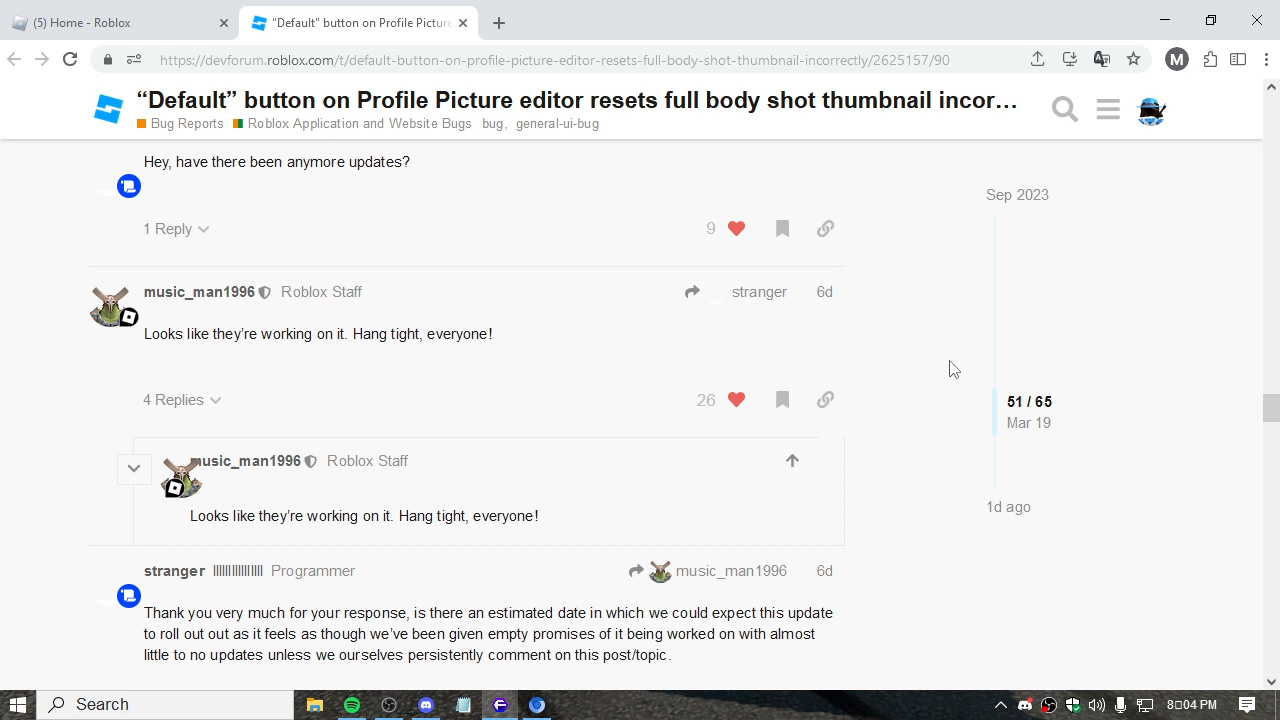 (5) Home - Roblox
"Default" button on Profile Picture
https://devforum.roblox.com/t/default-button-on-profile-picture-editor-resets-full-body-shot-thumbnail-incorrectly/2625157/90
M
“Default” button on Profile Picture editor resets full body shot thumbnail incor...
Bug Reports Roblox Application and Website Bugs bug, general-ui-bug
Hey, have there been anymore updates?
Sep 2023
1 Reply
9
music_man1996 Roblox Staff stranger 6d
Looks like they’re working on it. Hang tight, everyone!
4 Replies
26
51 / 65
Mar 19
music_man1996 Roblox Staff
Looks like they’re working on it. Hang tight, everyone!
1d ago
stranger llllllllllllllll Programmer music_man1996 6d
Thank you very much for your response, is there an estimated date in which we could expect this update
to roll out out as it feels as though we’ve been given empty promises of it being worked on with almost
little to no updates unless we ourselves persistently comment on this post/topic.
Search
8□04 PM